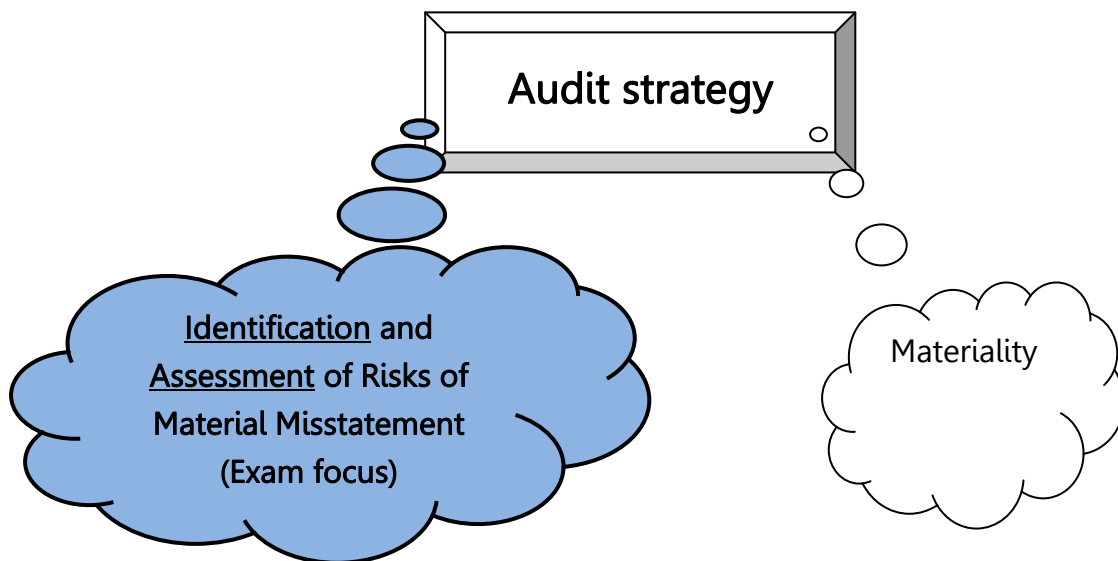 Audit strategy
Identification and
Assessment of Risks of
Material Misstatement
(Exam focus)
Materiality